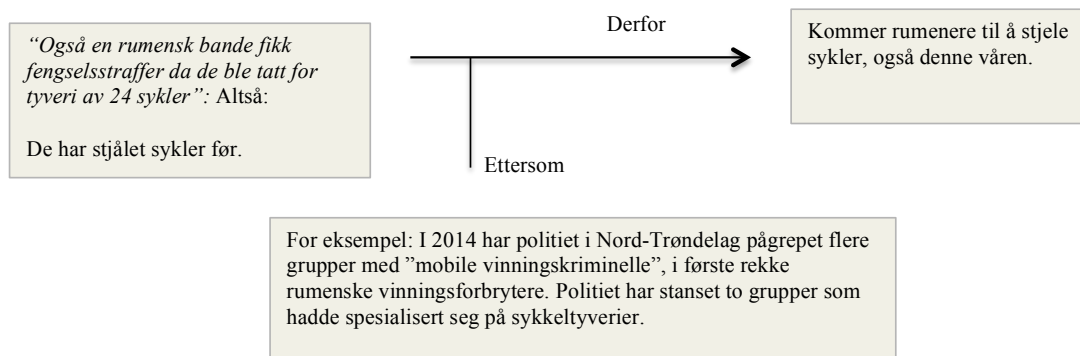 “Også en rumensk bande fikk
fengselsstraffer da de ble tatt for
tyveri av 24 sykler”: Altså:
De har stjålet sykler før.
Derfor
Kommer rumenere til å stjele
sykler, også denne våren.
Ettersom
For eksempel: I 2014 har politiet i Nord-Trøndelag pågrepet flere
grupper med ”mobile vinningskriminelle”, i første rekke
rumenske vinningsforbrytere. Politiet har stanset to grupper som
hadde spesialisert seg på sykkeltyverier.